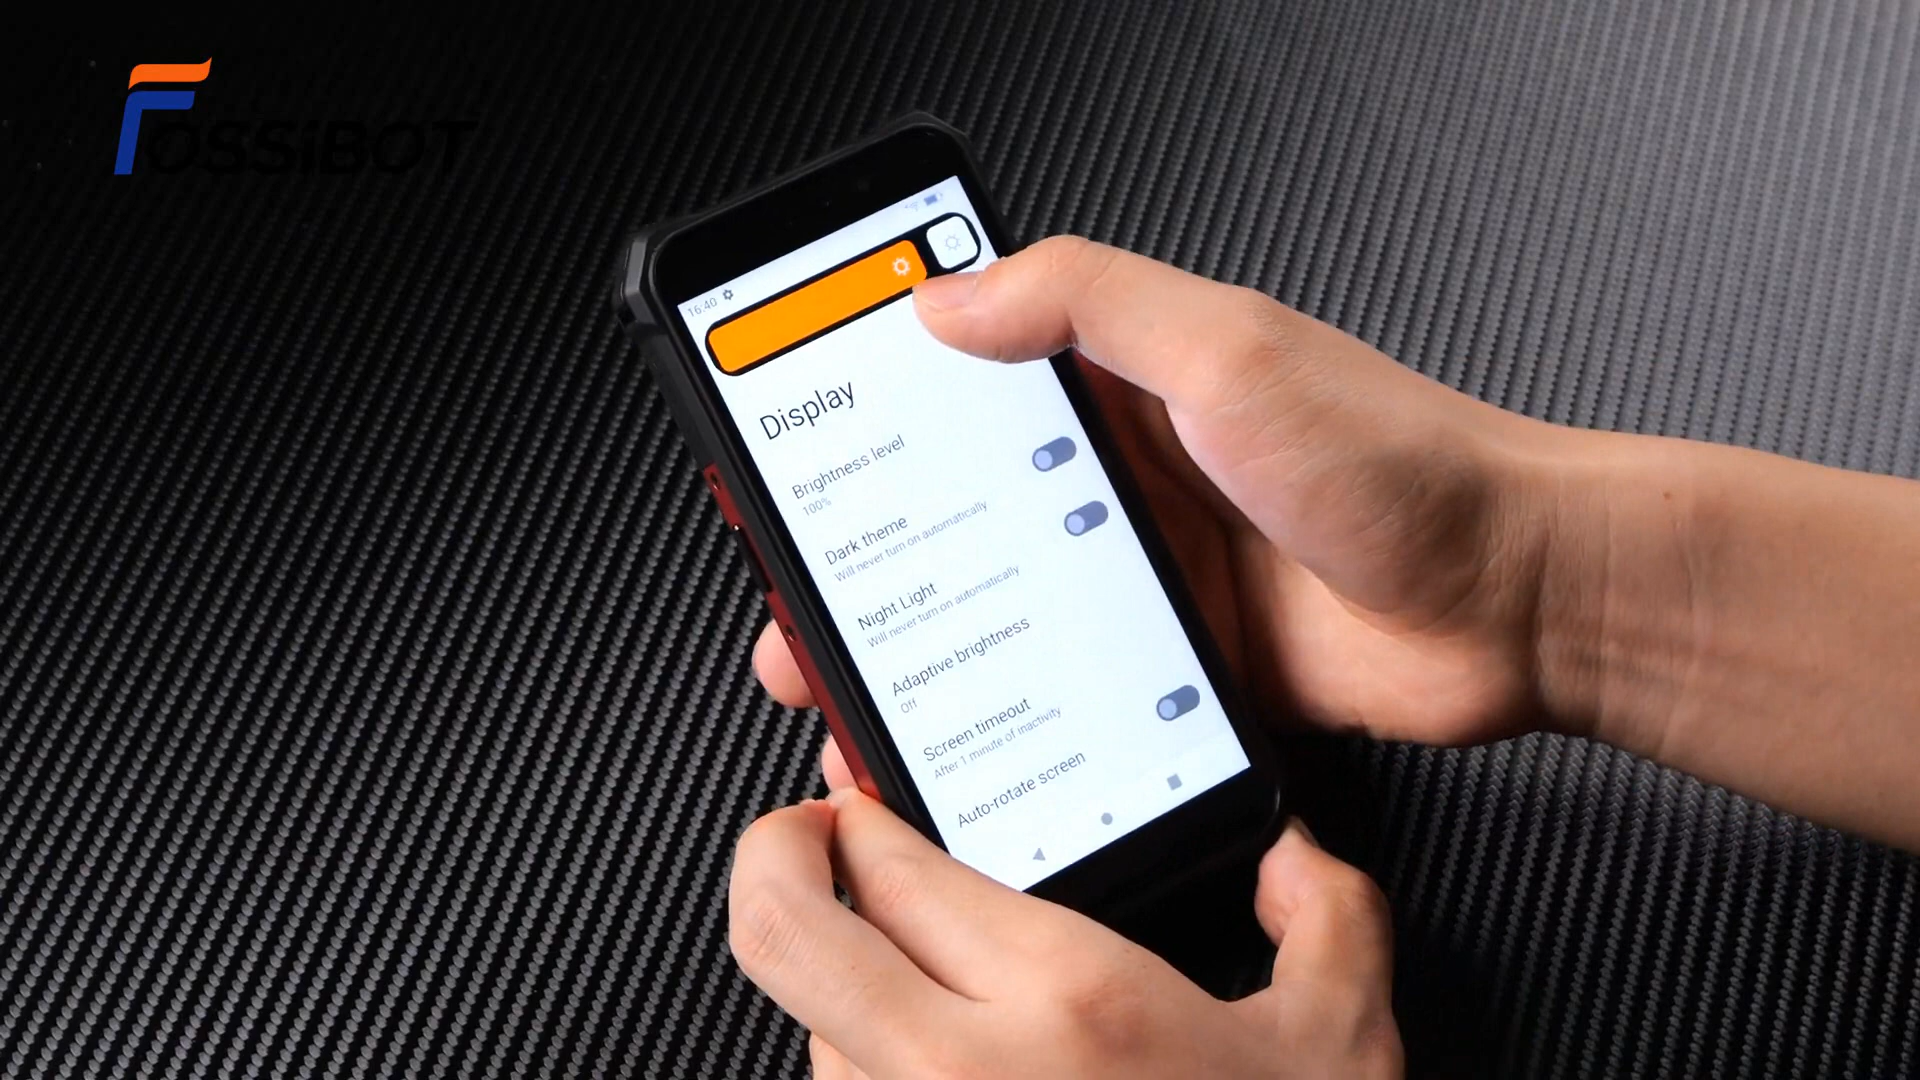 FOSSiBOT
16:40
Display
Brightness level
100%
Dark theme
Will never turn on automatically
Night Light
Will never turn on automatically
Adaptive brightness
Off
Screen timeout
After 1 minute of inactivity
Auto-rotate screen